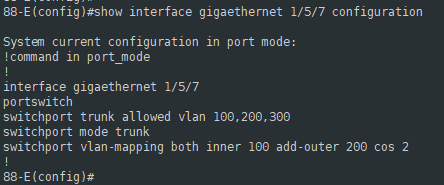 88-E(config)#show interface gigaethernet 1/5/7 configuration
System current configuration in port mode:
!command in port_mode
!
interface gigaethernet 1/5/7
portswitch
switchport trunk allowed vlan 100,200,300
switchport mode trunk
switchport vlan-mapping both inner 100 add-outer 200 cos 2
!
88-E(config)#